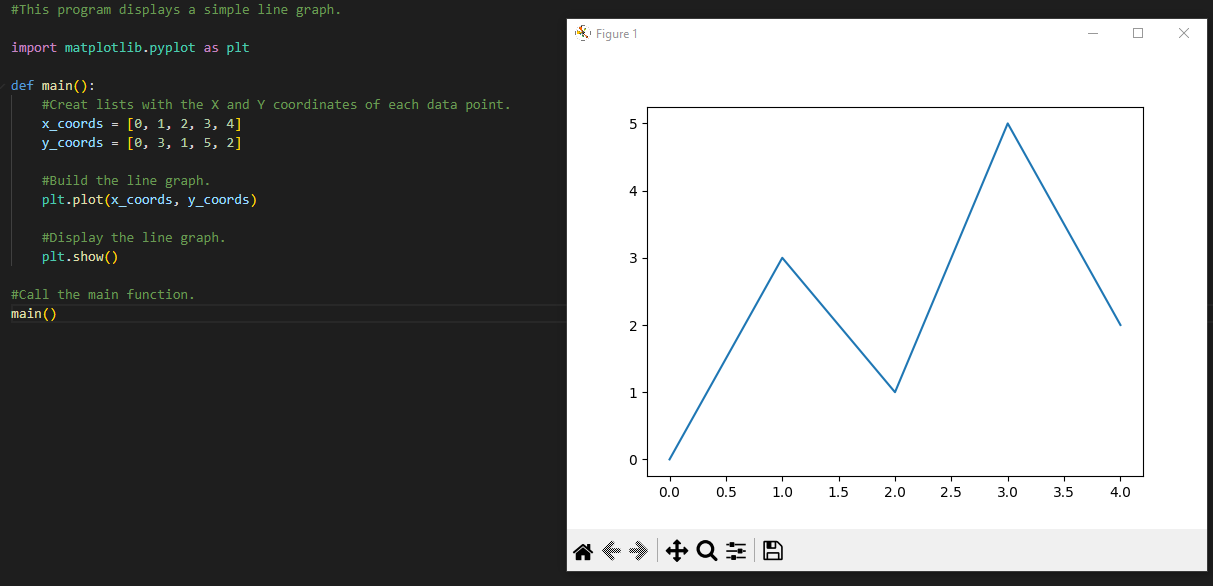 #This program displays a simple line graph.
import matplotlib.pyplot as plt
def main():
#Creat lists with the X and Y coordinates of each data point.
x_coords = [0, 1, 2, 3, 4]
y_coords = [0, 3, 1, 5, 2]
#Build the line graph.
plt.plot(x_coords, y_coords)
#Display the line graph.
plt.show()
#Call the main function.
main()
Figure 1
5
4
3
2
1
0
0.0 0.5 1.0 1.5 2.0 2.5 3.0 3.5 4.0